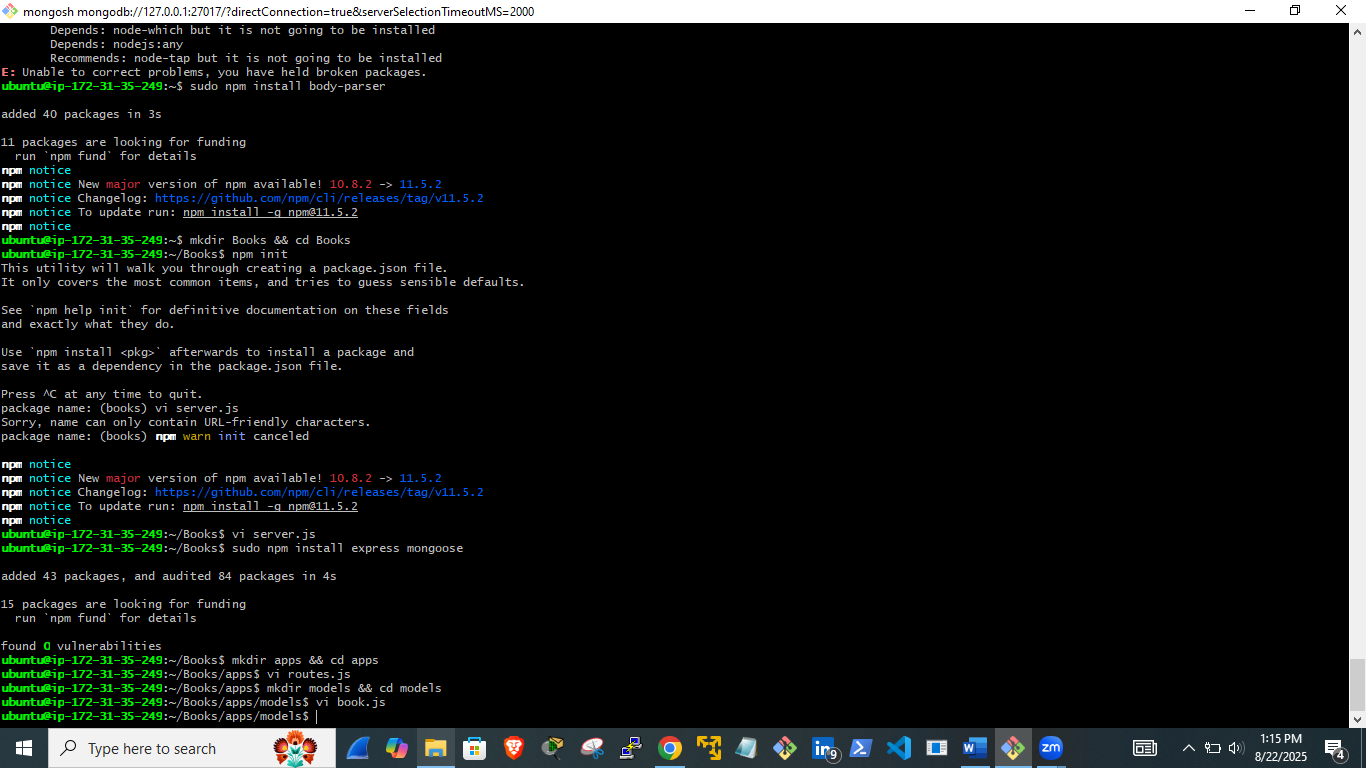 mongosh mongodb://127.0.0.1:27017/?directConnection=true&serverSelectionTimeoutMS=2000
Depends: node-which but it is not going to be installed
Depends: nodejs:any
Recommends: node-tap but it is not going to be installed
E: Unable to correct problems, you have held broken packages.
ubuntu@ip-172-31-35-249:~$ sudo npm install body-parser
added 40 packages in 3s
11 packages are looking for funding
run `npm fund` for details
npm notice
npm notice New major version of npm available! 10.8.2 -> 11.5.2
npm notice Changelog: https://github.com/npm/cli/releases/tag/v11.5.2
npm notice To update run: npm install -g npm@11.5.2
npm notice
ubuntu@ip-172-31-35-249:~$ mkdir Books && cd Books
ubuntu@ip-172-31-35-249:~/Books$ npm init
This utility will walk you through creating a package.json file.
It only covers the most common items, and tries to guess sensible defaults.
See `npm help init` for definitive documentation on these fields
and exactly what they do.
Use `npm install <pkg>` afterwards to install a package and
save it as a dependency in the package.json file.
Press ^C at any time to quit.
package name: (books) vi server.js
Sorry, name can only contain URL-friendly characters.
package name: (books) npm warn init canceled
npm notice
npm notice New major version of npm available! 10.8.2 -> 11.5.2
npm notice Changelog: https://github.com/npm/cli/releases/tag/v11.5.2
npm notice To update run: npm install -g npm@11.5.2
npm notice
ubuntu@ip-172-31-35-249:~/Books$ vi server.js
ubuntu@ip-172-31-35-249:~/Books$ sudo npm install express mongoose
added 43 packages, and audited 84 packages in 4s
15 packages are looking for funding
run `npm fund` for details
found 0 vulnerabilities
ubuntu@ip-172-31-35-249:~/Books$ mkdir apps && cd apps
ubuntu@ip-172-31-35-249:~/Books/apps$ vi routes.js
ubuntu@ip-172-31-35-249:~/Books/apps$ mkdir models && cd models
ubuntu@ip-172-31-35-249:~/Books/apps/models$ vi book.js
ubuntu@ip-172-31-35-249:~/Books/apps/models$
Type here to search
in 9
W
zm
1:15 PM
8/22/2025
4